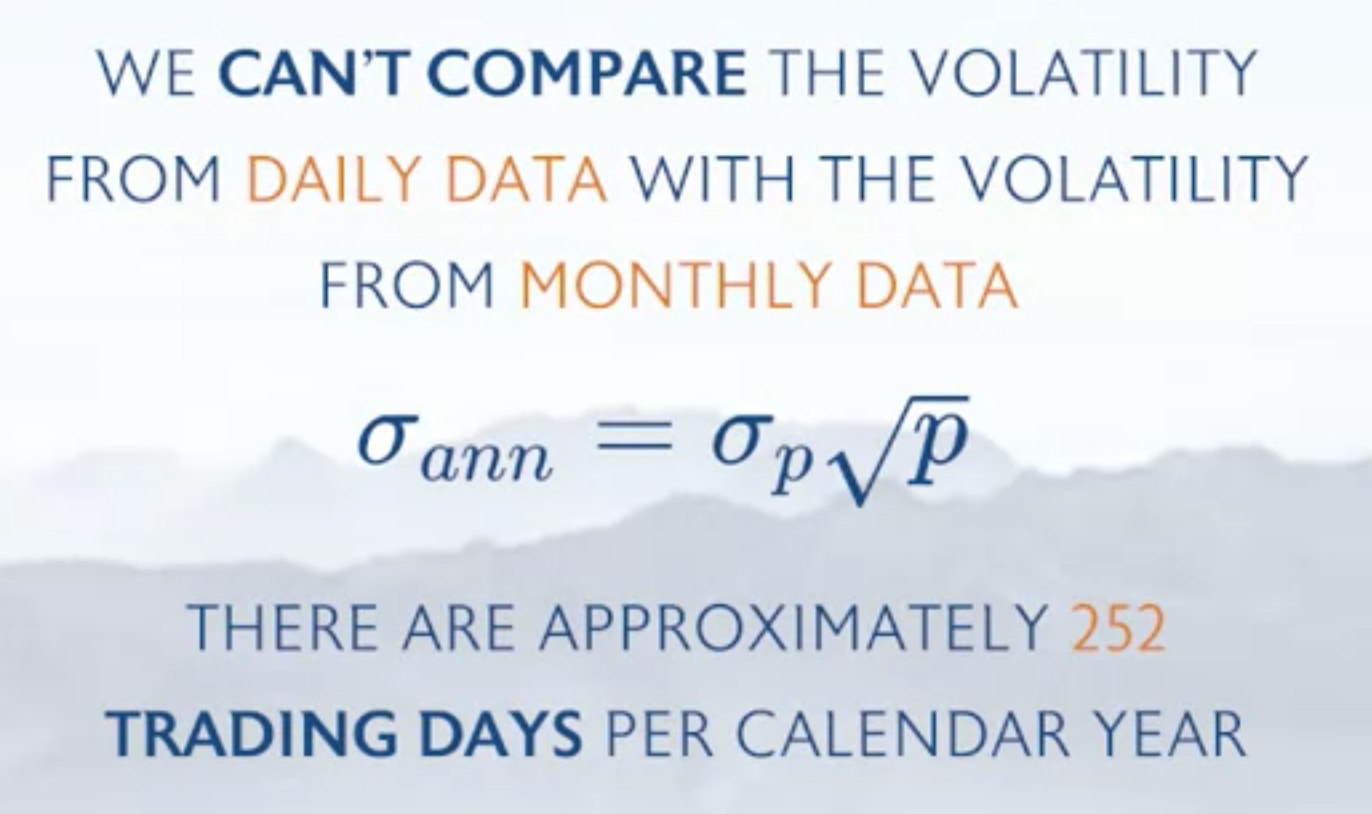 WE CAN'T COMPARE THE VOLATILITY
FROM DAILY DATA WITH THE VOLATILITY
FROM MONTHLY DATA
σ_ann = σ_p√p
THERE ARE APPROXIMATELY 252
TRADING DAYS PER CALENDAR YEAR